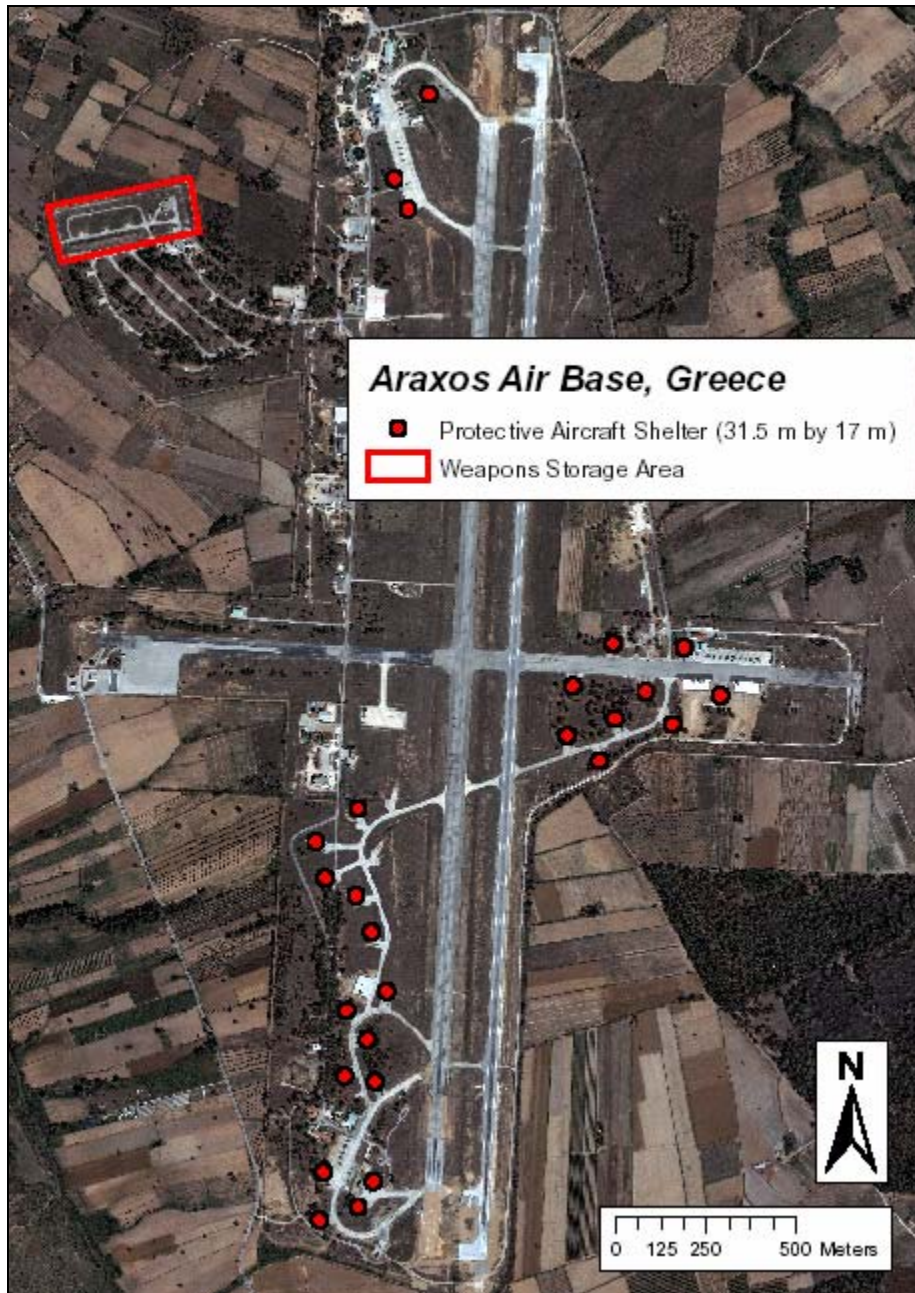 Araxos Air Base, Greece
Protective Aircraft Shelter (31.5 m by 17 m)
Weapons Storage Area
N
0 125 250 500 Meters